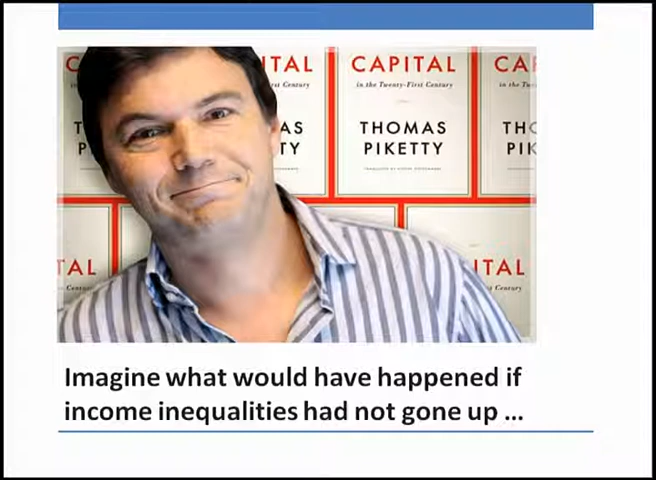 CAPITAL
in the Twenty-First Century
THOMAS
PIKETTY
Imagine what would have happened if
income inequalities had not gone up ...